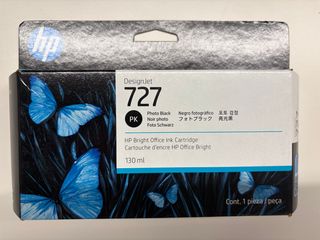 hp
DesignJet
727
PK
Photo Black Negro fotográfico 포토 검정
Noir photo フォトブラック 亮光黑
Foto Schwarz
HP Bright Office Ink Cartridge
Cartouche d'encre HP Office Bright
130 ml
Cont. 1 pieza / peça